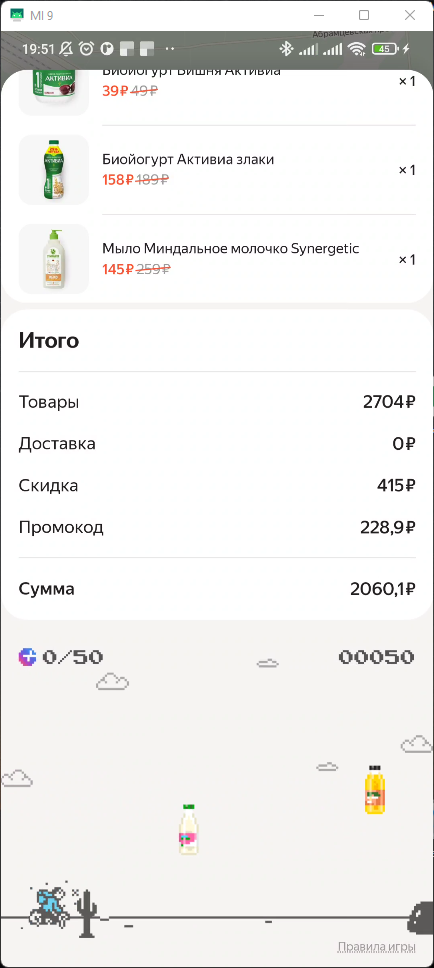 MI 9
19:51
45
Абрамцевская
Биойогурт Вишня Активиа
39₽ 49₽
×1
Биойогурт Активиа злаки
158₽ 189₽
×1
Мыло Миндальное молочко Synergetic
145₽ 259₽
×1
Итого
Товары 2704₽
Доставка 0₽
Скидка 415₽
Промокод 228,9₽
Сумма 2060,1₽
0/50 00050
Правила игры